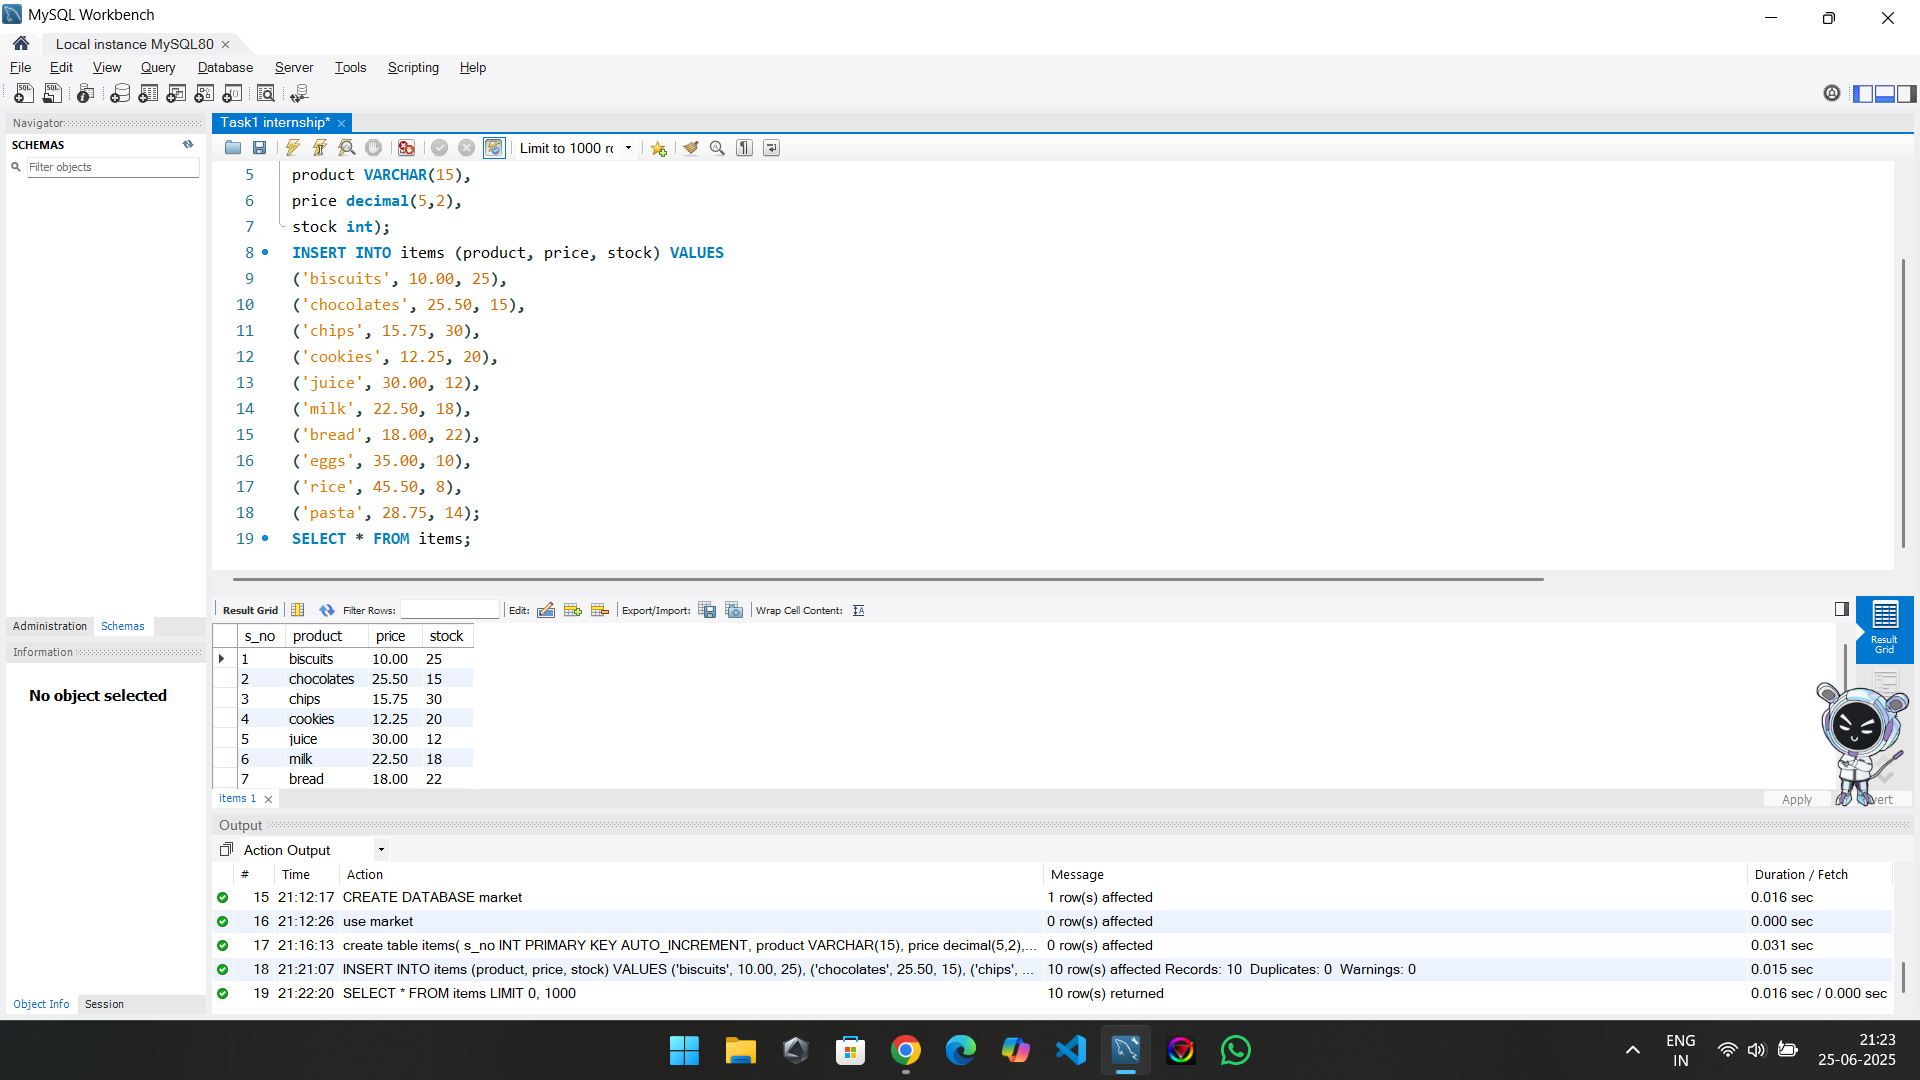 MySQL Workbench
Local instance MySQL80
File Edit View Query Database Server Tools Scripting Help
Navigator
SCHEMAS
Filter objects
Task1 internship*
Limit to 1000 rc
5 product VARCHAR(15),
6 price decimal(5,2),
7 stock int);
8 INSERT INTO items (product, price, stock) VALUES
9 ('biscuits', 10.00, 25),
10 ('chocolates', 25.50, 15),
11 ('chips', 15.75, 30),
12 ('cookies', 12.25, 20),
13 ('juice', 30.00, 12),
14 ('milk', 22.50, 18),
15 ('bread', 18.00, 22),
16 ('eggs', 35.00, 10),
17 ('rice', 45.50, 8),
18 ('pasta', 28.75, 14);
19 SELECT * FROM items;
Administration Schemas
Information
No object selected
Object Info Session
Result Grid Filter Rows: Edit: Export/Import: Wrap Cell Content:
s_no product price stock
1 biscuits 10.00 25
2 chocolates 25.50 15
3 chips 15.75 30
4 cookies 12.25 20
5 juice 30.00 12
6 milk 22.50 18
7 bread 18.00 22
Result
Grid
items 1
Apply vert
Output
Action Output
# Time Action Message Duration / Fetch
15 21:12:17 CREATE DATABASE market 1 row(s) affected 0.016 sec
16 21:12:26 use market 0 row(s) affected 0.000 sec
17 21:16:13 create table items( s_no INT PRIMARY KEY AUTO_INCREMENT, product VARCHAR(15), price decimal(5,2),... 0 row(s) affected 0.031 sec
18 21:21:07 INSERT INTO items (product, price, stock) VALUES ('biscuits', 10.00, 25), ('chocolates', 25.50, 15), ('chips', ... 10 row(s) affected Records: 10 Duplicates: 0 Warnings: 0 0.015 sec
19 21:22:20 SELECT * FROM items LIMIT 0, 1000 10 row(s) returned 0.016 sec / 0.000 sec
ENG
IN
21:23
25-06-2025